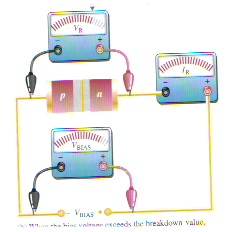 V_R
− +
I_R
− +
p n
V_BIAS
− +
− V_BIAS +
(b) When the bias voltage exceeds the breakdown value,